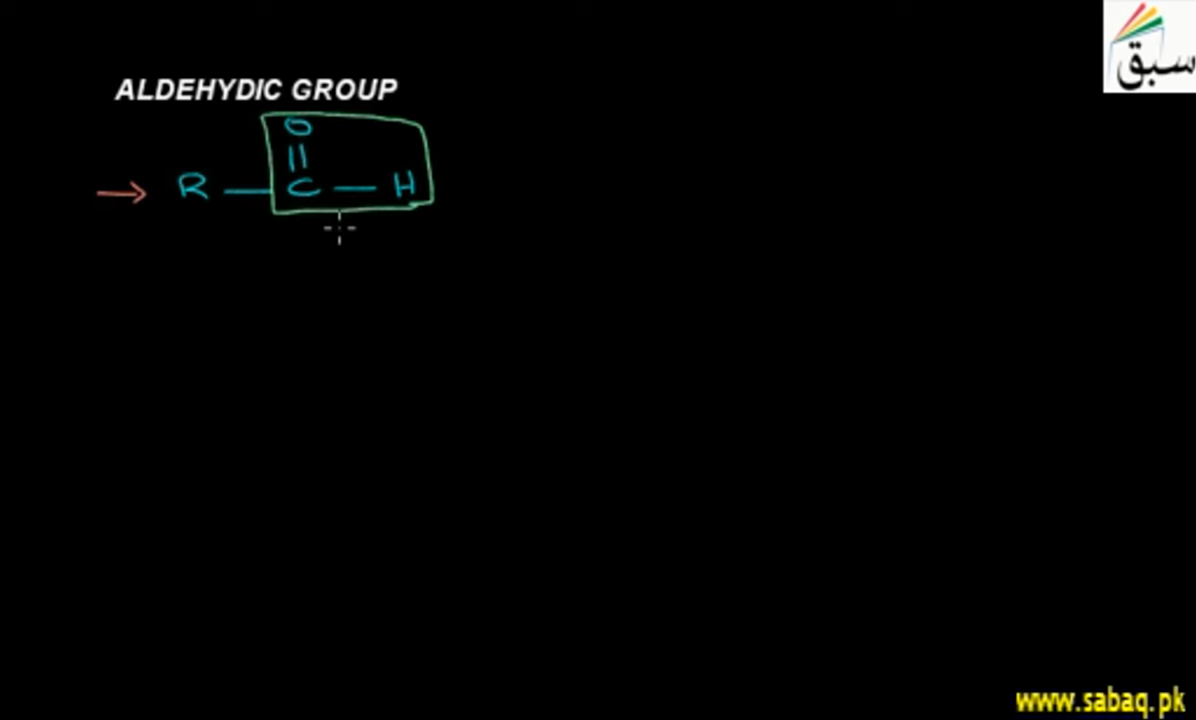 سبق
ALDEHYDIC GROUP
O
||
→ R — C — H
www.sabaq.pk